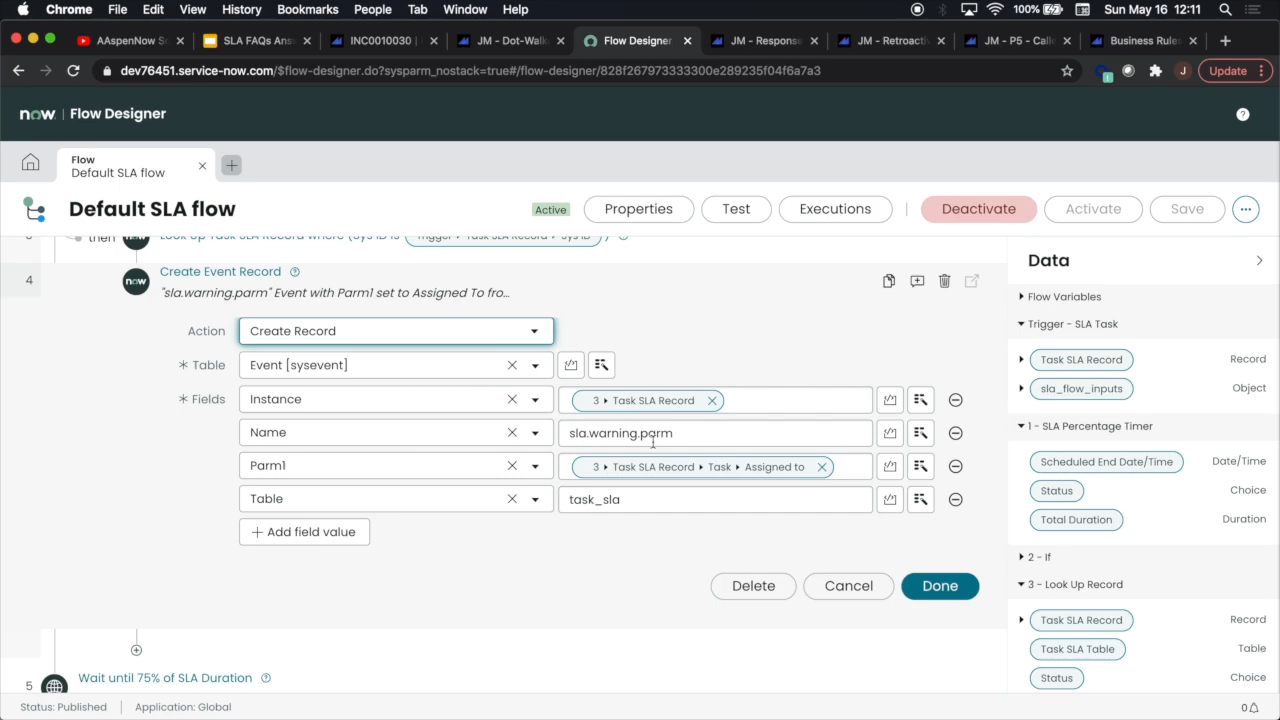 Chrome File Edit View History Bookmarks People Tab Window Help 100% Sun May 16 12:11
AAspenNow S
SLA FAQs Ans
INC0010030 |
JM - Dot-Walk
Flow Designer
JM - Response
JM - Retroacti
JM - P5 - Calle
Business Rule
dev76451.service-now.com/$flow-designer.do?sysparm_nostack=true#/flow-designer/828f267973333300e289235f04f6a7a3
J
Update
now | Flow Designer
Flow
Default SLA flow
Default SLA flow
Active
Properties
Test
Executions
Deactivate
Activate
Save
then now Look Up Task SLA Record where (Sys ID is Trigger ▸ Task SLA Record ▸ Sys ID )
4
now
Create Event Record
"sla.warning.parm" Event with Parm1 set to Assigned To fro...
Action Create Record
* Table Event [sysevent]
* Fields Instance 3 ▸ Task SLA Record
Name sla.warning.parm
Parm1 3 ▸ Task SLA Record ▸ Task ▸ Assigned to
Table task_sla
+ Add field value
Delete Cancel Done
5 Wait until 75% of SLA Duration
Data
Flow Variables
Trigger - SLA Task
Task SLA Record Record
sla_flow_inputs Object
1 - SLA Percentage Timer
Scheduled End Date/Time Date/Time
Status Choice
Total Duration Duration
2 - If
3 - Look Up Record
Task SLA Record Record
Task SLA Table Table
Status Choice
Status: Published | Application: Global
0